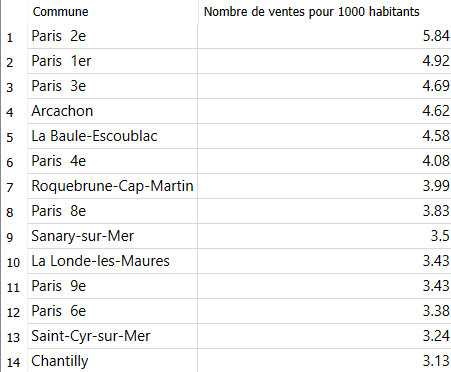 Commune Nombre de ventes pour 1000 habitants
1 Paris 2e 5.84
2 Paris 1er 4.92
3 Paris 3e 4.69
4 Arcachon 4.62
5 La Baule-Escoublac 4.58
6 Paris 4e 4.08
7 Roquebrune-Cap-Martin 3.99
8 Paris 8e 3.83
9 Sanary-sur-Mer 3.5
10 La Londe-les-Maures 3.43
11 Paris 9e 3.43
12 Paris 6e 3.38
13 Saint-Cyr-sur-Mer 3.24
14 Chantilly 3.13